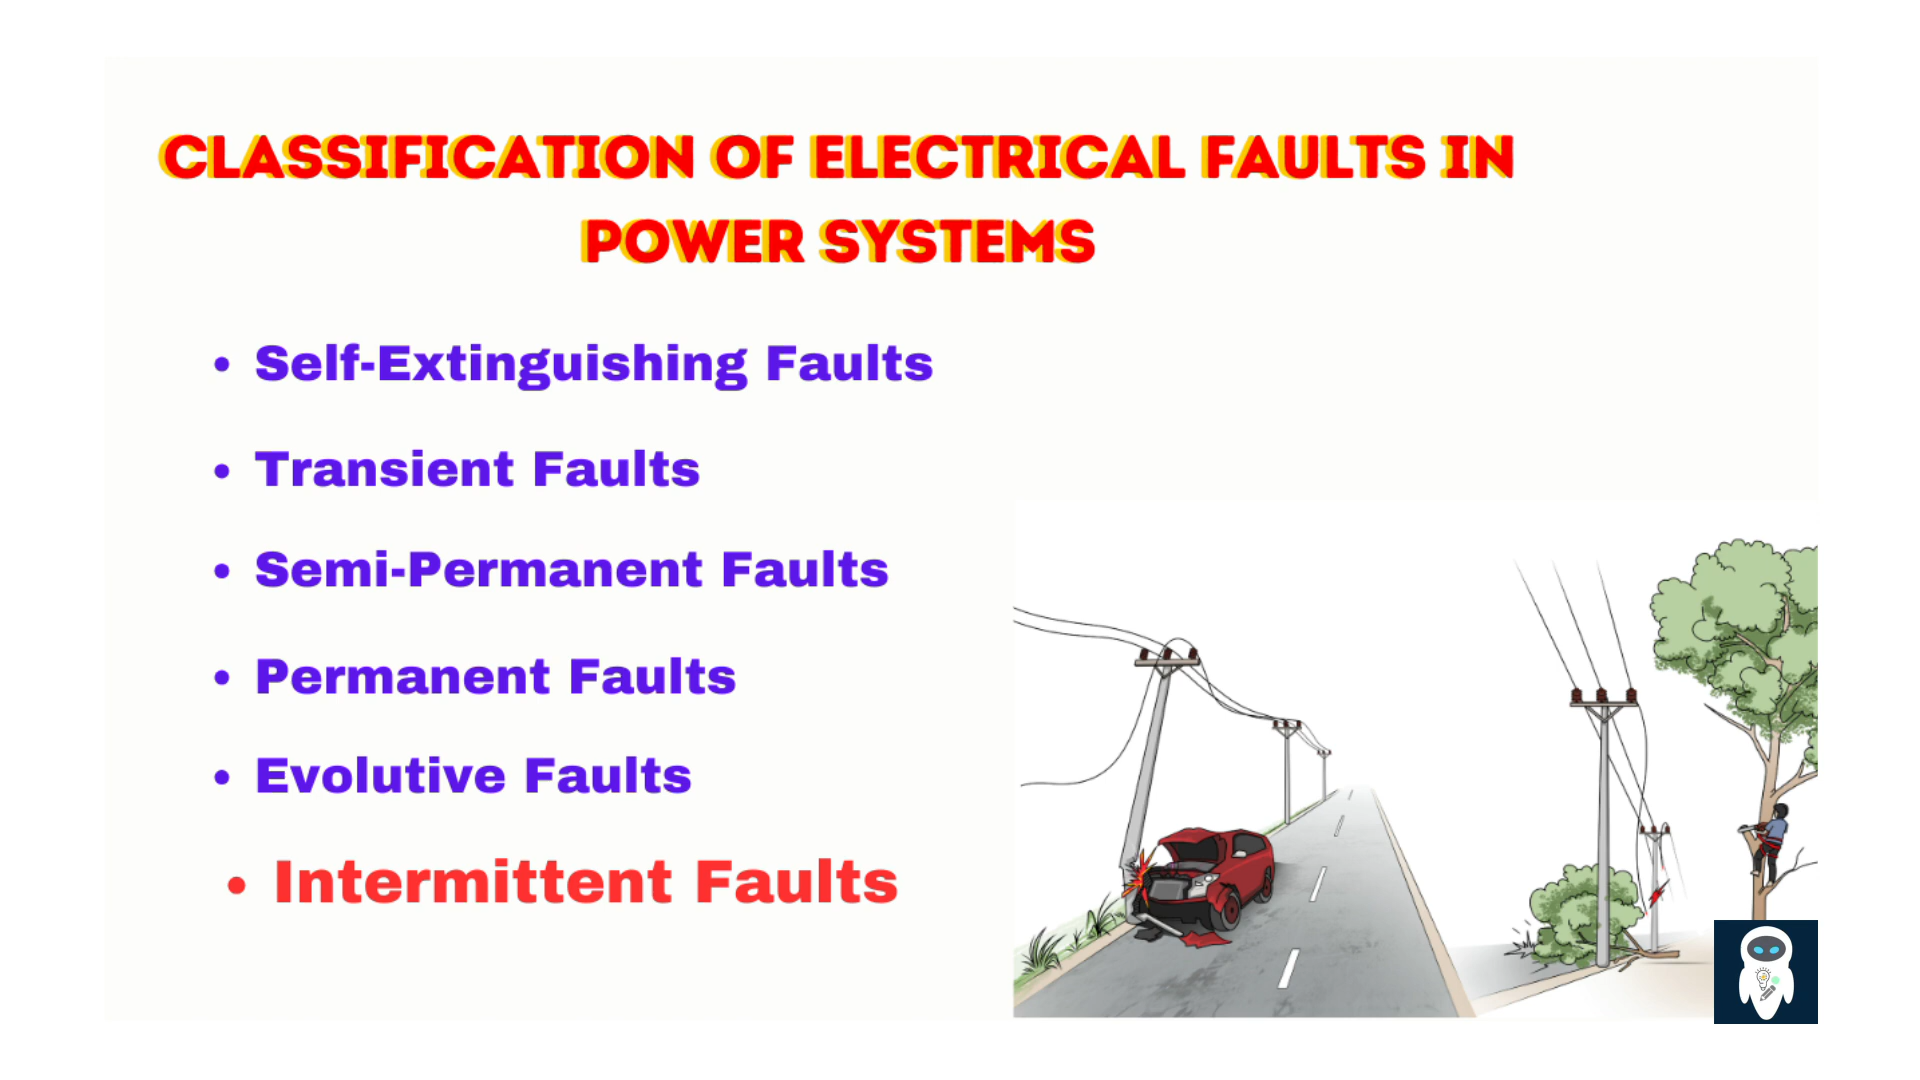 CLASSIFICATION OF ELECTRICAL FAULTS IN
POWER SYSTEMS
• Self-Extinguishing Faults
• Transient Faults
• Semi-Permanent Faults
• Permanent Faults
• Evolutive Faults
• Intermittent Faults